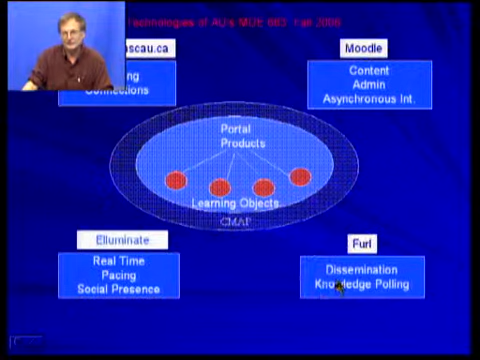 Technologies of AU's MDE 663 Fall 2006
scau.ca
Moodle
Connections
Content
Admin
Asynchronous Int.
Portal
Products
Learning Objects
CMAP
Elluminate
Furl
Real Time
Pacing
Social Presence
Dissemination
Knowledge Polling